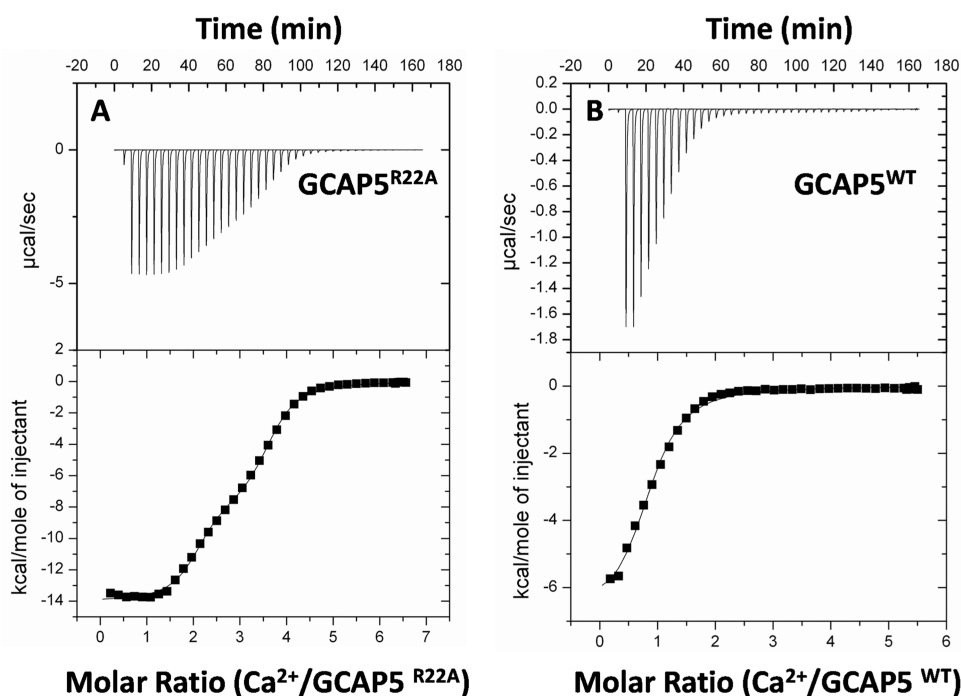 Time (min)
-20 0 20 40 60 80 100 120 140 160 180
A
0
-5
2
µcal/sec
GCAP5R22A
0
-2
-4
-6
-8
-10
-12
-14
kcal/mole of injectant
0 1 2 3 4 5 6 7
Molar Ratio (Ca2+/GCAP5 R22A)
Time (min)
-20 0 20 40 60 80 100 120 140 160 180
0.2
0.0
-0.2
-0.4
-0.6
-0.8
-1.0
-1.2
-1.4
-1.6
-1.8
B
µcal/sec
GCAP5WT
0
-2
-4
-6
kcal/mole of injectant
0 1 2 3 4 5 6
Molar Ratio (Ca2+/GCAP5 WT)